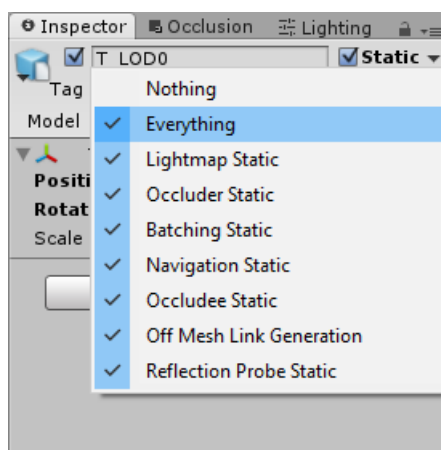 Inspector Occlusion Lighting
T_LOD0 Static
Tag
Nothing
Model
Everything
Lightmap Static
Positi
Occluder Static
Rotat
Batching Static
Scale
Navigation Static
Occludee Static
Off Mesh Link Generation
Reflection Probe Static